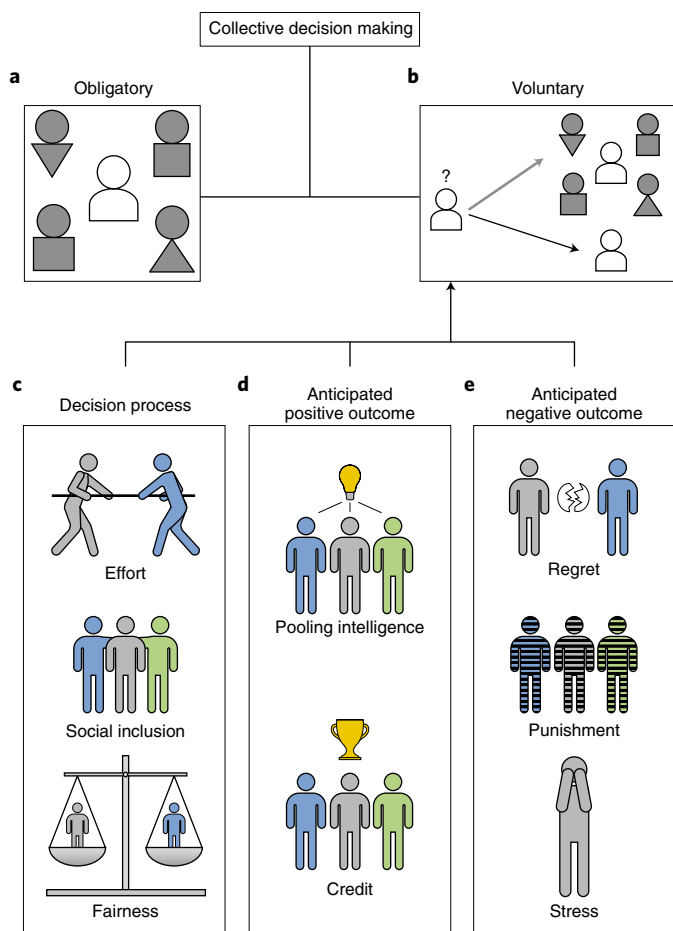 Collective decision making
a
Obligatory
b
Voluntary
?
c
Decision process
Effort
Social inclusion
Fairness
d
Anticipated
positive outcome
Pooling intelligence
Credit
e
Anticipated
negative outcome
Regret
Punishment
Stress